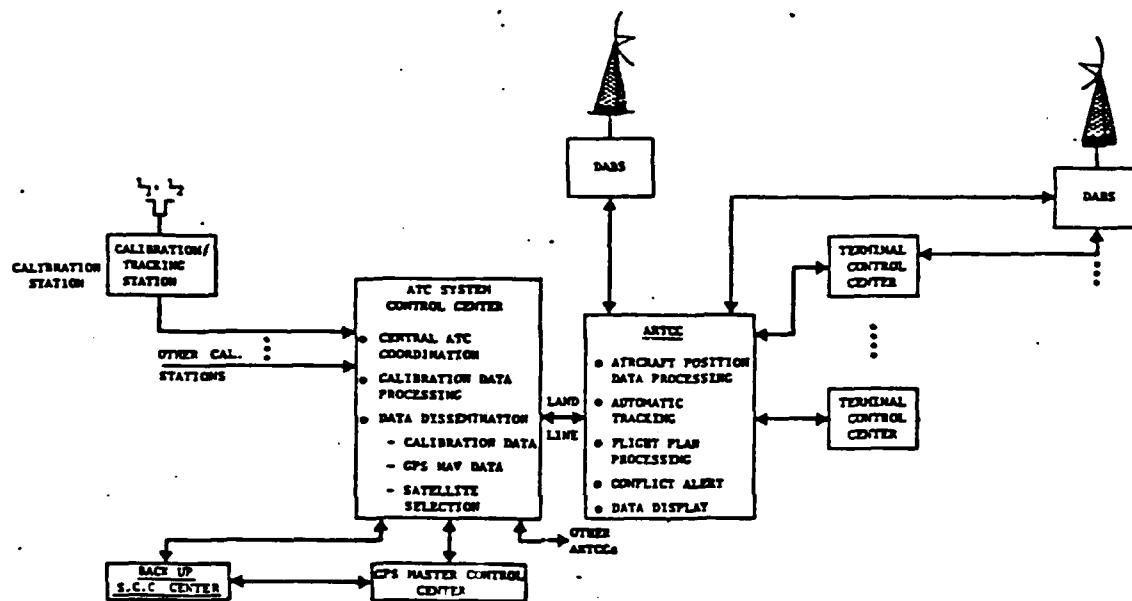 DABS
DABS
L1, L2
CALIBRATION/
TRACKING
STATION
CALIBRATION
STATION
OTHER CAL.
STATIONS
ATC SYSTEM
CONTROL CENTER
• CENTRAL ATC
COORDINATION
• CALIBRATION DATA
PROCESSING
• DATA DISSEMINATION
- CALIBRATION DATA
- GPS NAV DATA
- SATELLITE
SELECTION
LAND
LINE
ARTCC
• AIRCRAFT POSITION
DATA PROCESSING
• AUTOMATIC
TRACKING
• FLIGHT PLAN
PROCESSING
• CONFLICT ALERT
• DATA DISPLAY
TERMINAL
CONTROL
CENTER
TERMINAL
CONTROL
CENTER
OTHER
ARTCCs
BACK UP
S.C.C CENTER
GPS MASTER CONTROL
CENTER